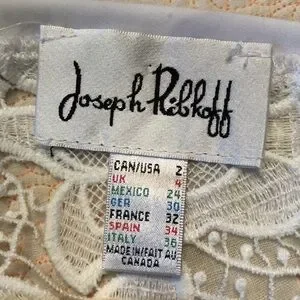 Joseph Ribkoff
CAN/USA 2
UK 4
MEXICO 24
GER 30
FRANCE 32
SPAIN 34
ITALY 36
MADE IN/FAIT AU
CANADA